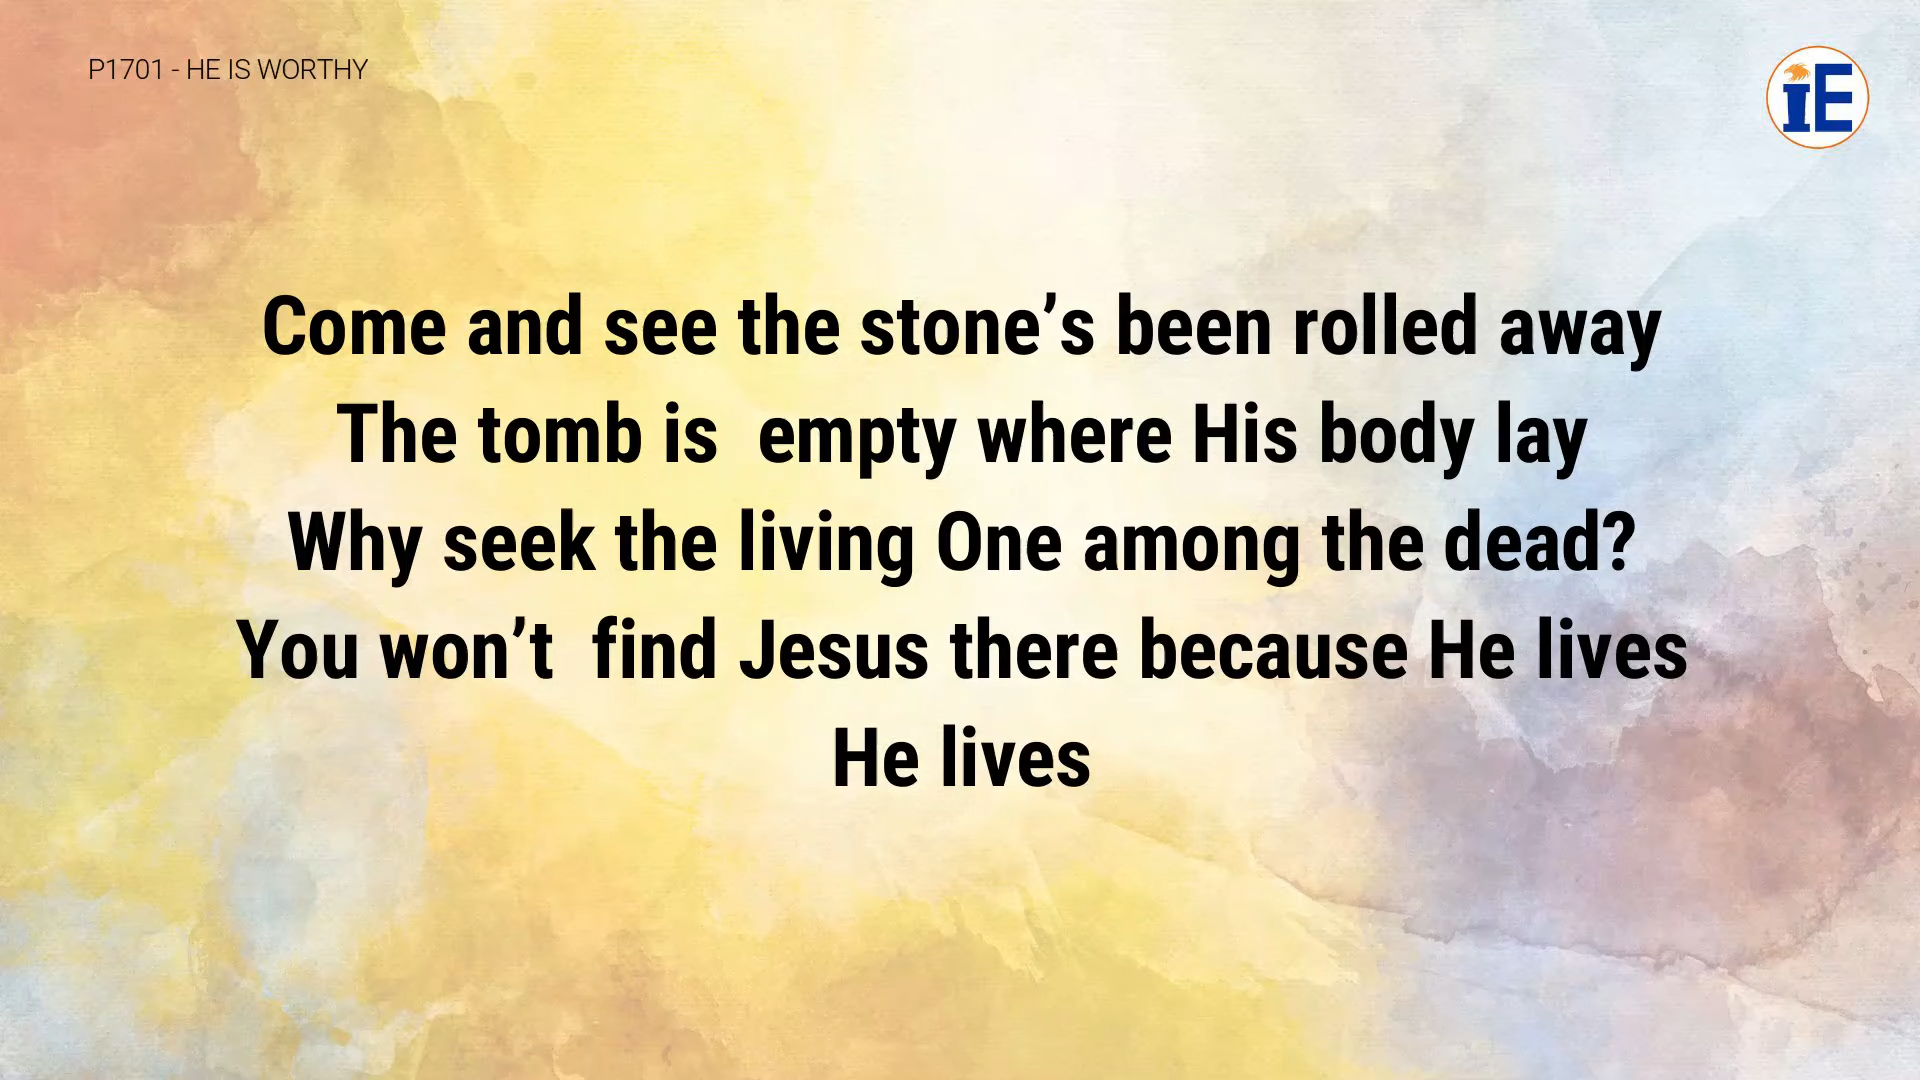 P1701 - HE IS WORTHY
iE
Come and see the stone’s been rolled away
The tomb is  empty where His body lay
Why seek the living One among the dead?
You won’t  find Jesus there because He lives
He lives